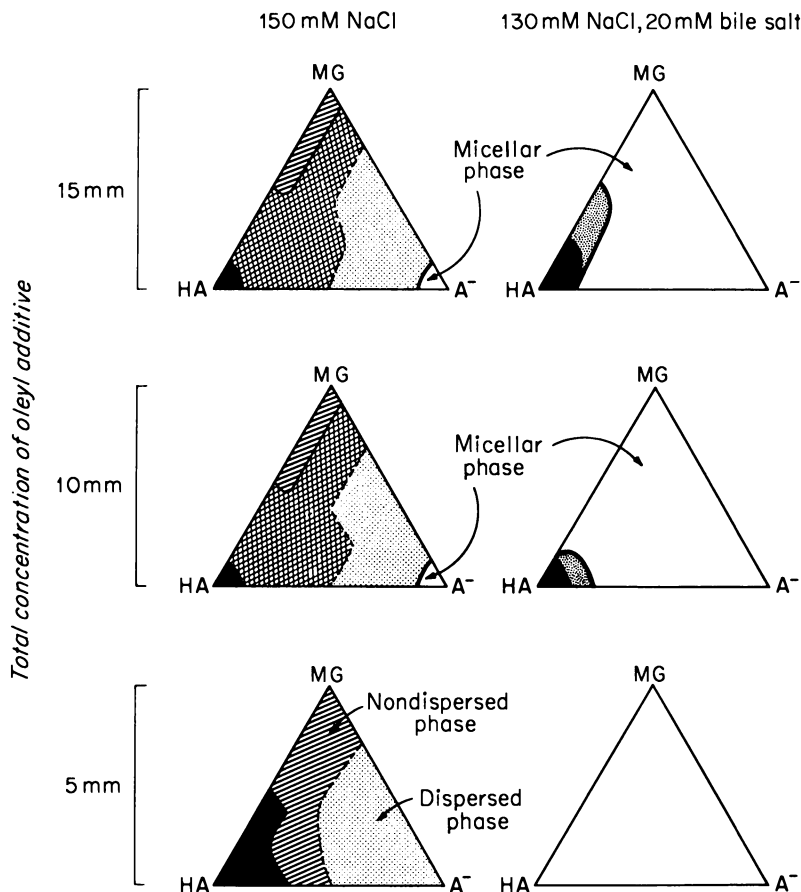 150 mM NaCl
130 mM NaCl, 20 mM bile salt
Total concentration of oleyl additive
15 mm
MG
HA
A⁻
Micellar
phase
MG
HA
A⁻
10 mm
MG
HA
A⁻
Micellar
phase
MG
HA
A⁻
5 mm
MG
Nondispersed
phase
Dispersed
phase
HA
A⁻
MG
HA
A⁻